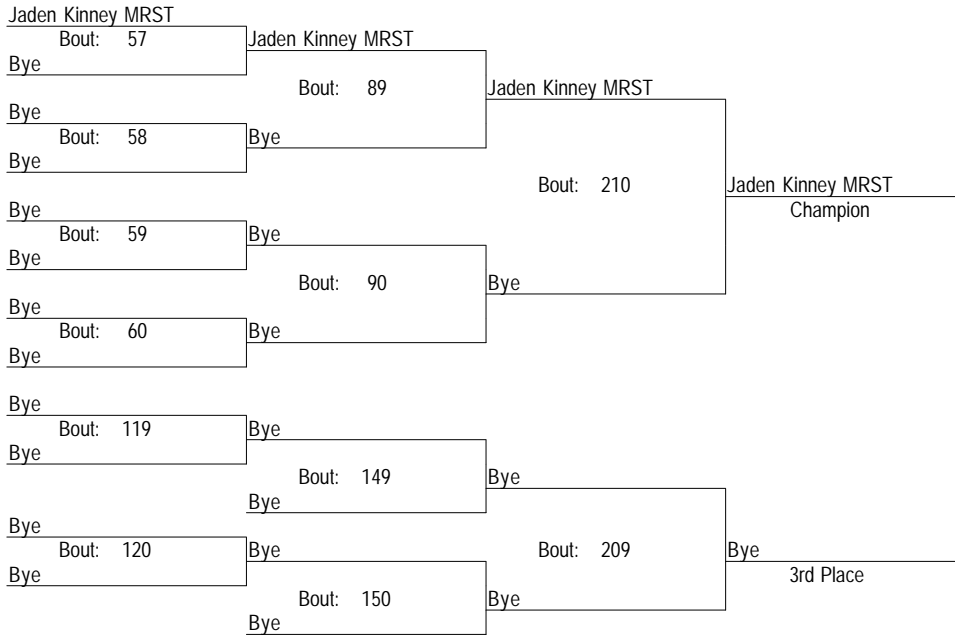 Jaden Kinney MRST
Bout: 57
Jaden Kinney MRST
Bye
Bout: 89
Jaden Kinney MRST
Bye
Bout: 58
Bye
Bye
Bout: 210
Jaden Kinney MRST
Champion
Bye
Bout: 59
Bye
Bye
Bout: 90
Bye
Bye
Bout: 60
Bye
Bye
Bye
Bout: 119
Bye
Bye
Bout: 149
Bye
Bye
Bye
Bout: 120
Bye
Bout: 209
Bye
Bye
3rd Place
Bout: 150
Bye
Bye